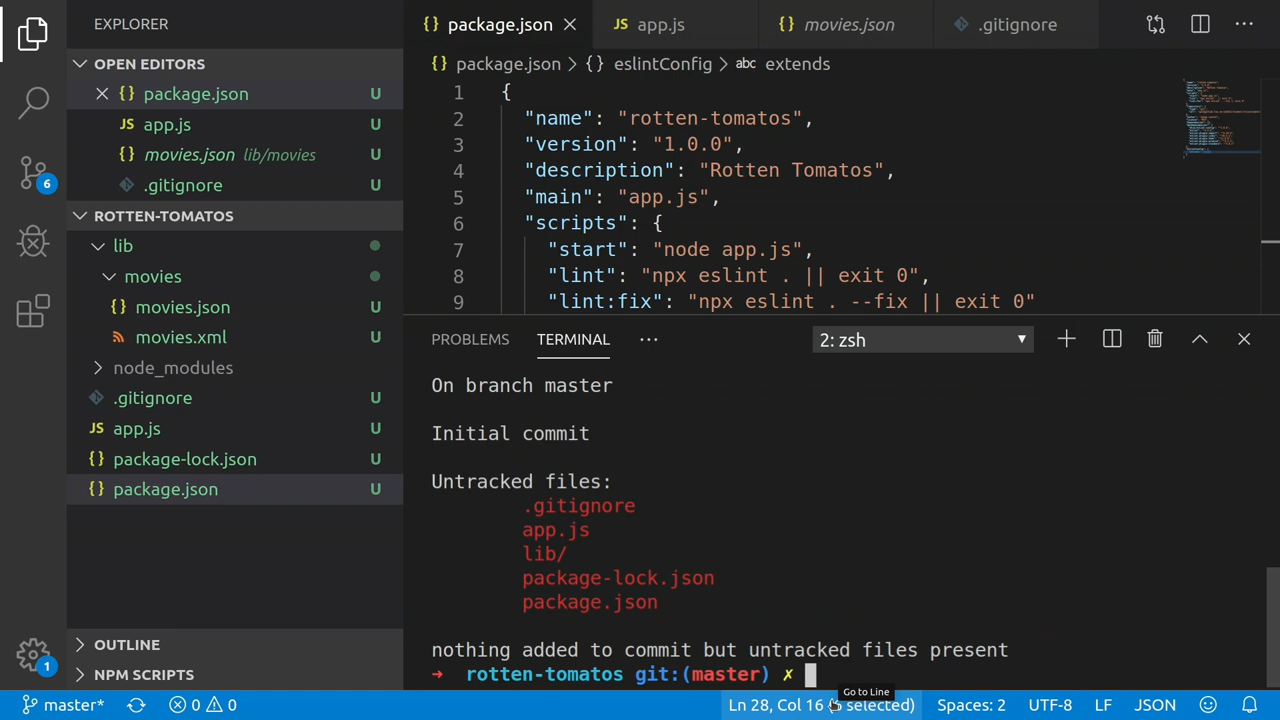 EXPLORER
OPEN EDITORS
package.json U
JS app.js U
movies.json lib/movies U
.gitignore U
ROTTEN-TOMATOS
lib
movies
movies.json U
movies.xml U
node_modules
.gitignore U
JS app.js U
package-lock.json U
package.json U
OUTLINE
NPM SCRIPTS
6
1
{} package.json
JS app.js
{} movies.json
.gitignore
package.json > {} eslintConfig > abc extends
1 {
2 "name": "rotten-tomatos",
3 "version": "1.0.0",
4 "description": "Rotten Tomatos",
5 "main": "app.js",
6 "scripts": {
7 "start": "node app.js",
8 "lint": "npx eslint . || exit 0",
9 "lint:fix": "npx eslint . --fix || exit 0"
PROBLEMS TERMINAL ··· 2: zsh
On branch master
Initial commit
Untracked files:
.gitignore
app.js
lib/
package-lock.json
package.json
nothing added to commit but untracked files present
➜ rotten-tomatos git:(master) ✗
Go to Line
master* 0 0 Ln 28, Col 16 (5 selected) Spaces: 2 UTF-8 LF JSON